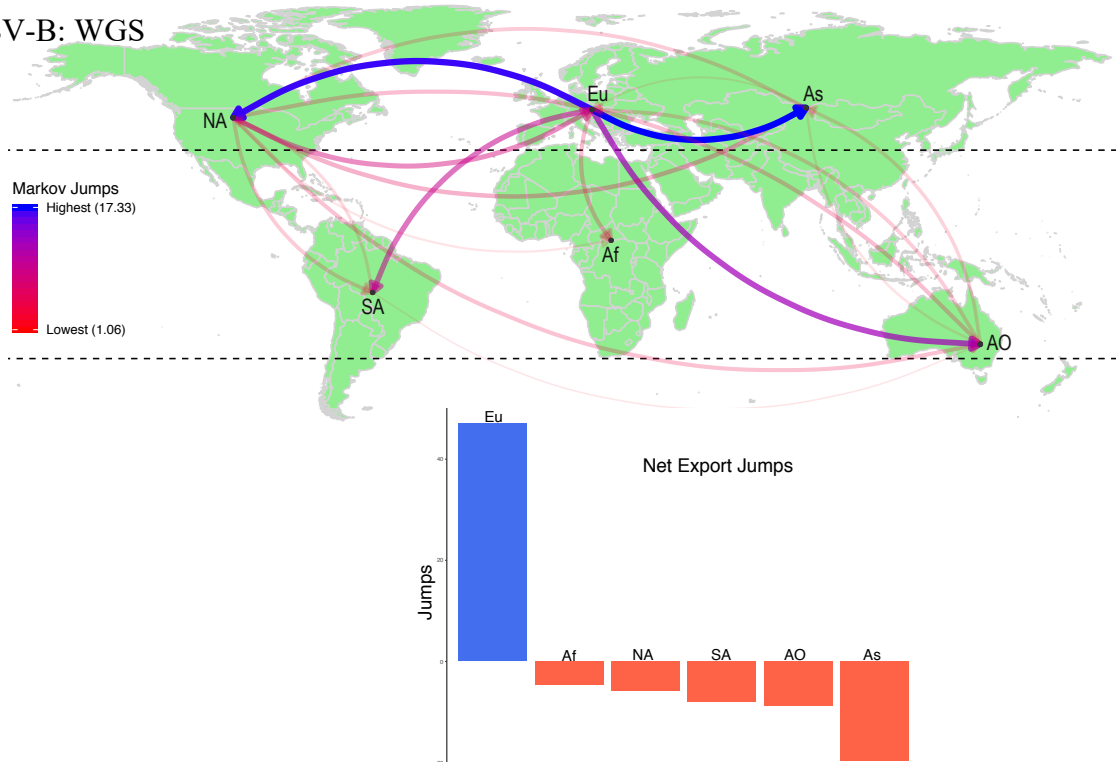 V-B: WGS
Eu
As
NA
Markov Jumps
Highest (17.33)
Af
SA
Lowest (1.06)
AO
Eu
40
Net Export Jumps
20
Jumps
0
Af
NA
SA
AO
As